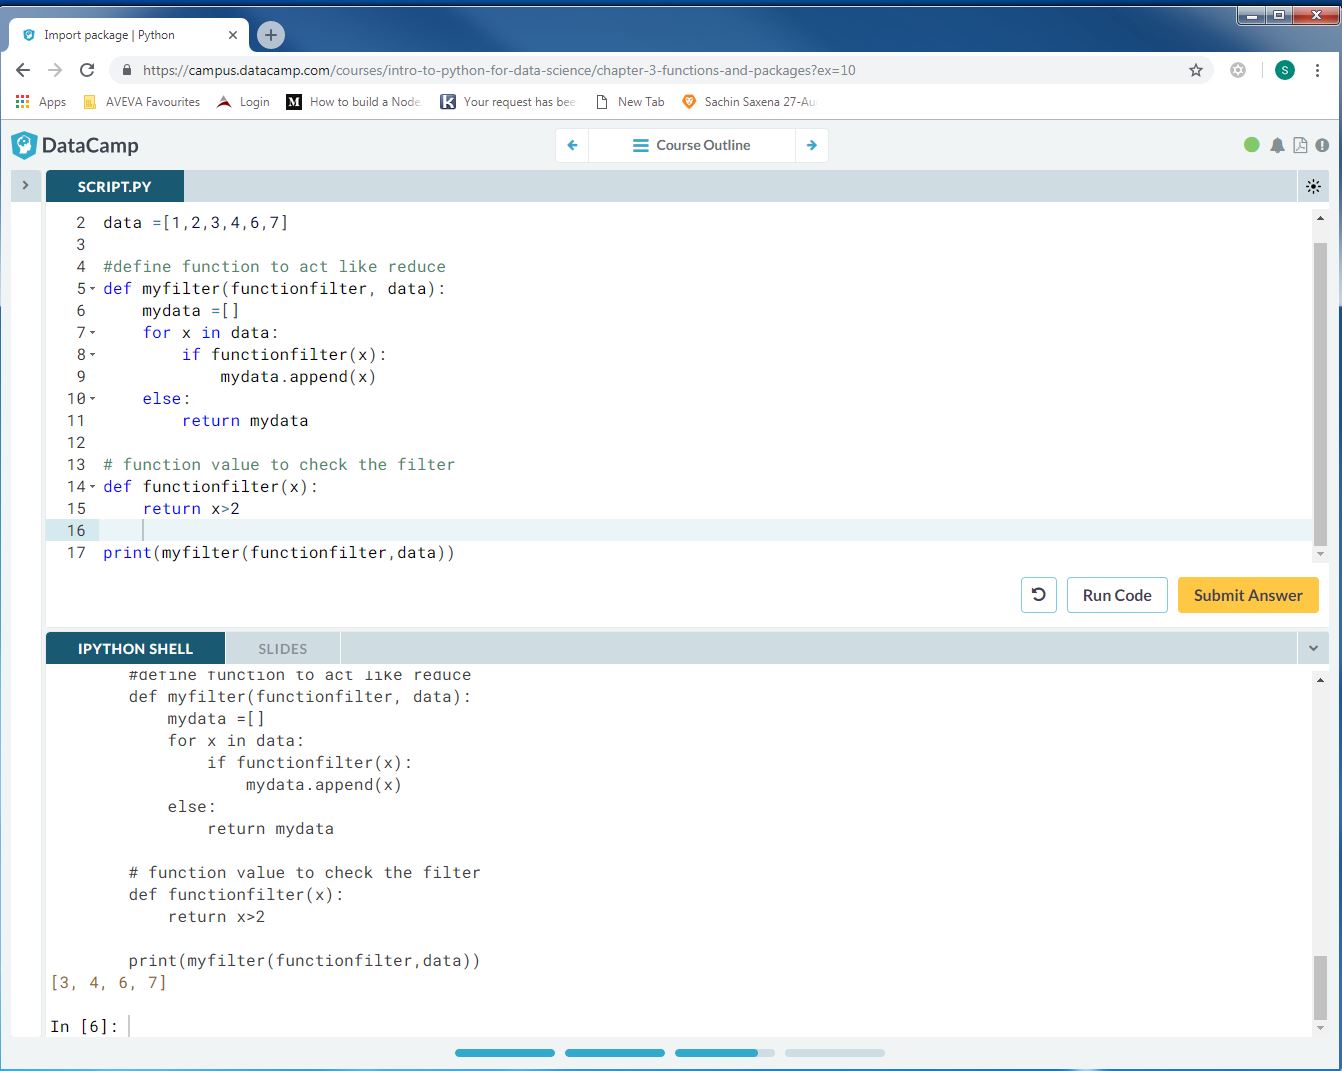 Import package | Python
https://campus.datacamp.com/courses/intro-to-python-for-data-science/chapter-3-functions-and-packages?ex=10
S
Apps AVEVA Favourites Login M How to build a Node K Your request has bee New Tab Sachin Saxena 27-Au
DataCamp
Course Outline
SCRIPT.PY
2 data =[1,2,3,4,6,7]
3
4 #define function to act like reduce
5 def myfilter(functionfilter, data):
6     mydata =[]
7     for x in data:
8         if functionfilter(x):
9             mydata.append(x)
10     else:
11         return mydata
12
13 # function value to check the filter
14 def functionfilter(x):
15     return x>2
16
17 print(myfilter(functionfilter,data))
Run Code
Submit Answer
IPYTHON SHELL
SLIDES
#define function to act like reduce
def myfilter(functionfilter, data):
    mydata =[]
    for x in data:
        if functionfilter(x):
            mydata.append(x)
    else:
        return mydata
# function value to check the filter
def functionfilter(x):
    return x>2
print(myfilter(functionfilter,data))
[3, 4, 6, 7]
In [6]: